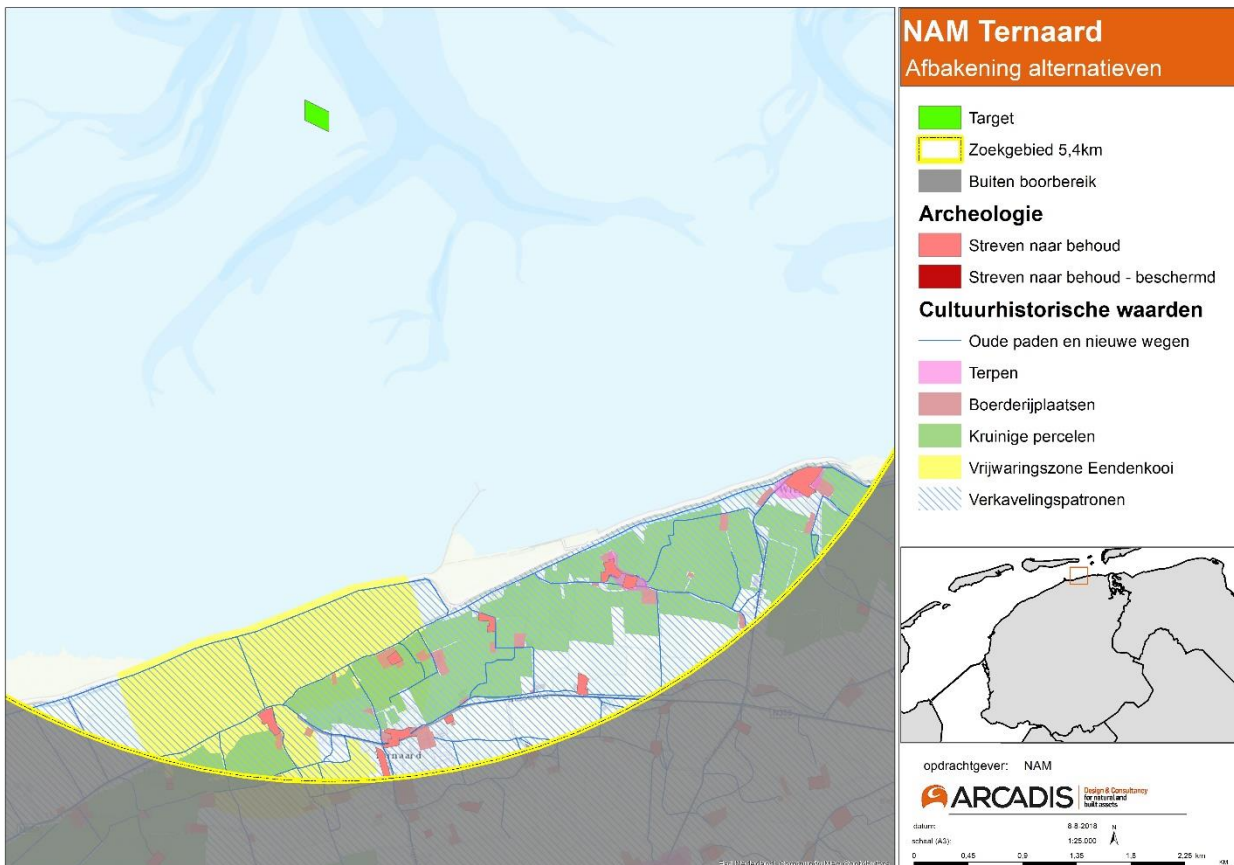 NAM Ternaard
Afbakening alternatieven
Target
Zoekgebied 5,4km
Buiten boorbereik
Archeologie
Streven naar behoud
Streven naar behoud - beschermd
Cultuurhistorische waarden
Oude paden en nieuwe wegen
Terpen
Boerderijplaatsen
Kruinige percelen
Vrijwaringszone Eendenkooi
Verkavelingspatronen
opdrachtgever: NAM
ARCADIS
Design & Consultancy
for natural and
built assets
datum: 8-8-2018
N
schaal (A3): 1:25.000
0 0,45 0,9 1,35 1,8 2,25 km
KM